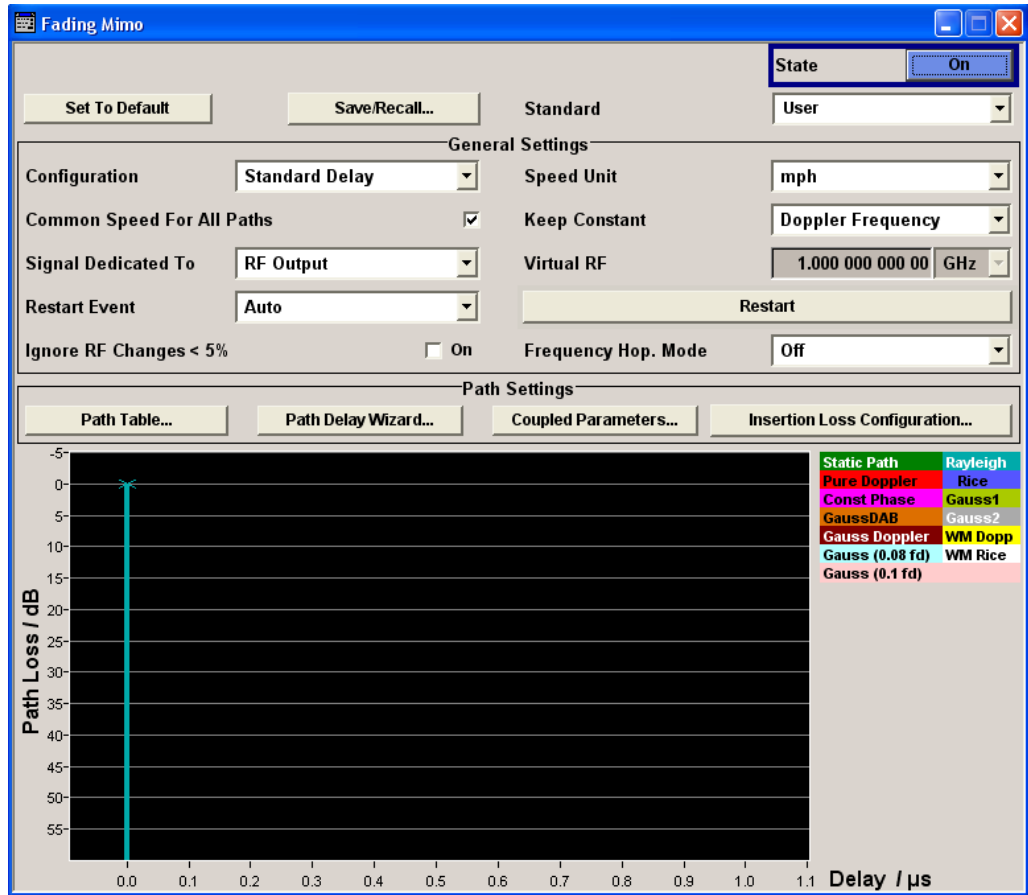 Fading Mimo
State On
Set To Default Save/Recall... Standard User
General Settings
Configuration Standard Delay Speed Unit mph
Common Speed For All Paths Keep Constant Doppler Frequency
Signal Dedicated To RF Output Virtual RF 1.000 000 000 00 GHz
Restart Event Auto Restart
Ignore RF Changes < 5% On Frequency Hop. Mode Off
Path Settings
Path Table... Path Delay Wizard... Coupled Parameters... Insertion Loss Configuration...
Static Path Rayleigh
Pure Doppler Rice
Const Phase Gauss1
GaussDAB Gauss2
Gauss Doppler WM Dopp
Gauss (0.08 fd) WM Rice
Gauss (0.1 fd)
Path Loss / dB
-5
0
5
10
15
20
25
30
35
40
45
50
55
0.0 0.1 0.2 0.3 0.4 0.5 0.6 0.7 0.8 0.9 1.0 1.1 Delay / µs